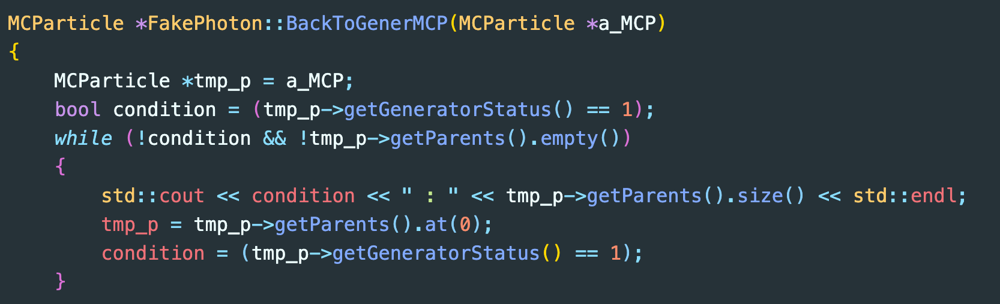 MCParticle *FakePhoton::BackToGenerMCP(MCParticle *a_MCP)
{
    MCParticle *tmp_p = a_MCP;
    bool condition = (tmp_p->getGeneratorStatus() == 1);
    while (!condition && !tmp_p->getParents().empty())
    {
        std::cout << condition << " : " << tmp_p->getParents().size() << std::endl;
        tmp_p = tmp_p->getParents().at(0);
        condition = (tmp_p->getGeneratorStatus() == 1);
    }